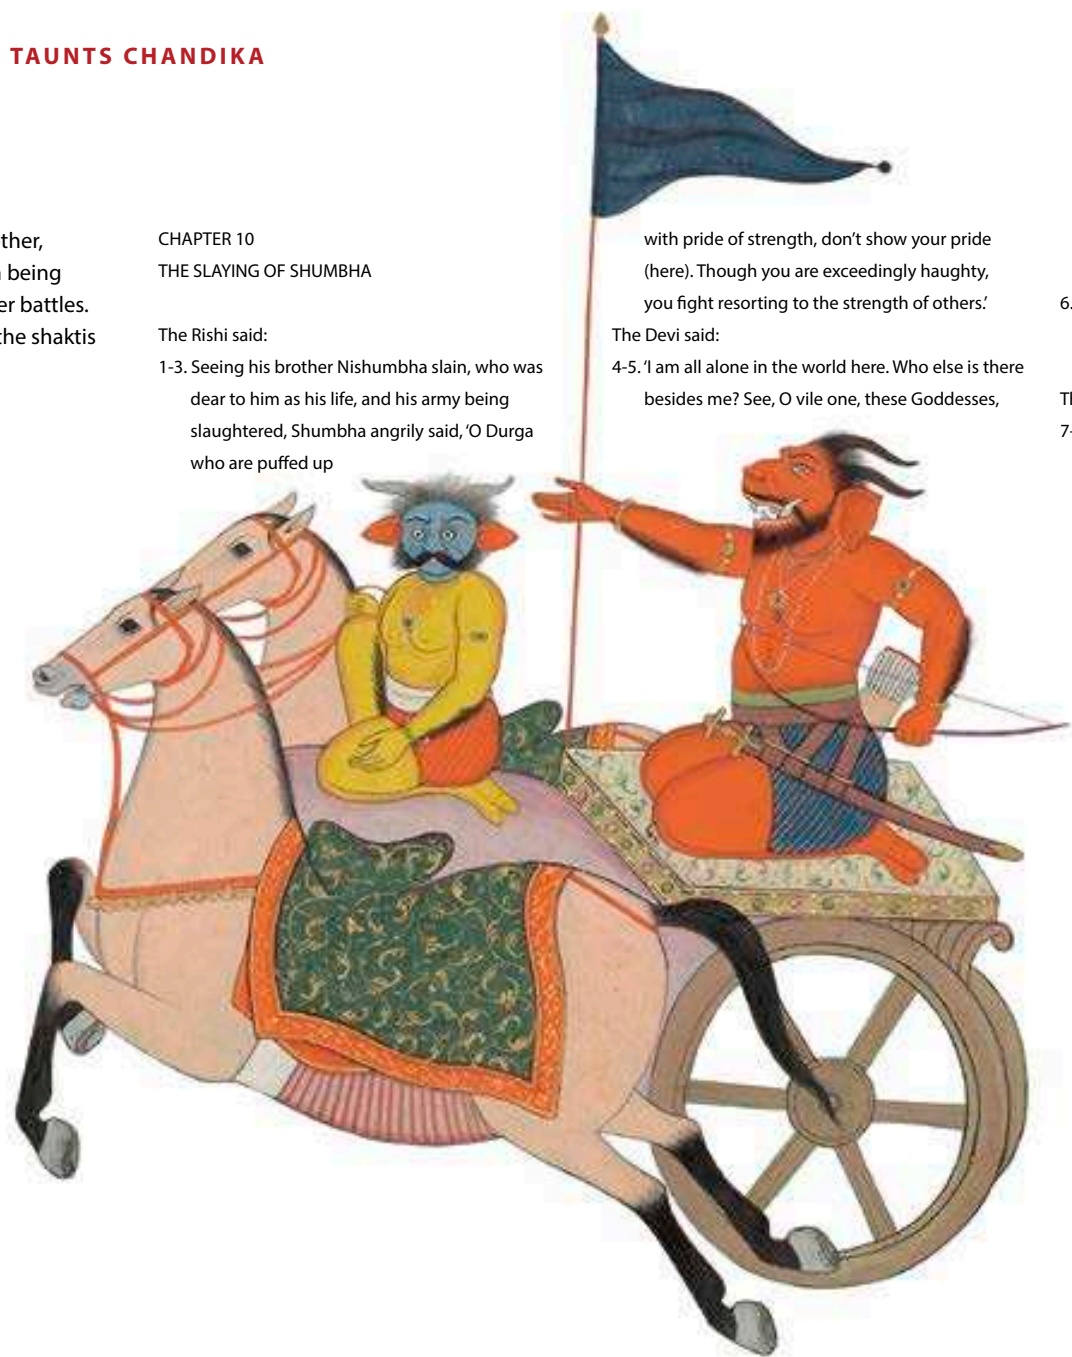 TAUNTS CHANDIKA
ther,
being
er battles.
the shaktis
CHAPTER 10
THE SLAYING OF SHUMBHA
The Rishi said:
1-3. Seeing his brother Nishumbha slain, who was
dear to him as his life, and his army being
slaughtered, Shumbha angrily said, ‘O Durga
who are puffed up
with pride of strength, don’t show your pride
(here). Though you are exceedingly haughty,
you fight resorting to the strength of others.’
The Devi said:
4-5. ‘I am all alone in the world here. Who else is there
besides me? See, O vile one, these Goddesses,
6.
Th
7-